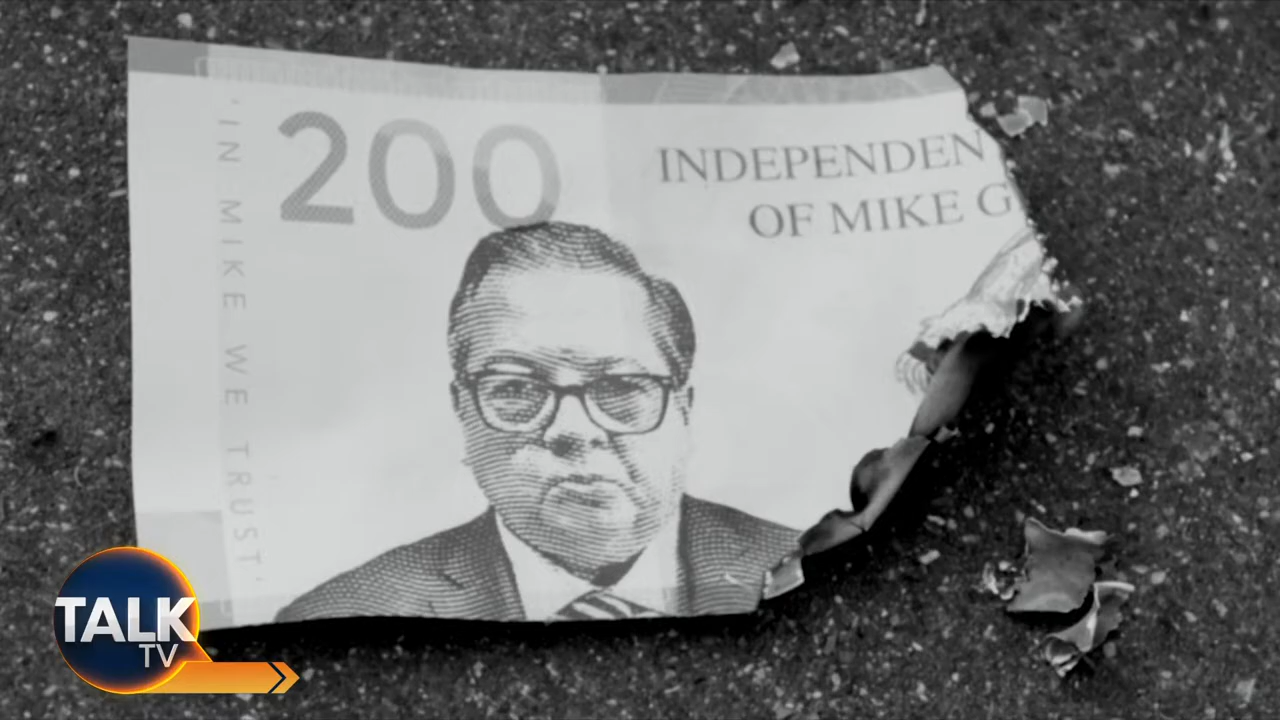 200
INDEPENDEN
OF MIKE G
'IN MIKE WE TRUST'
TALK
TV